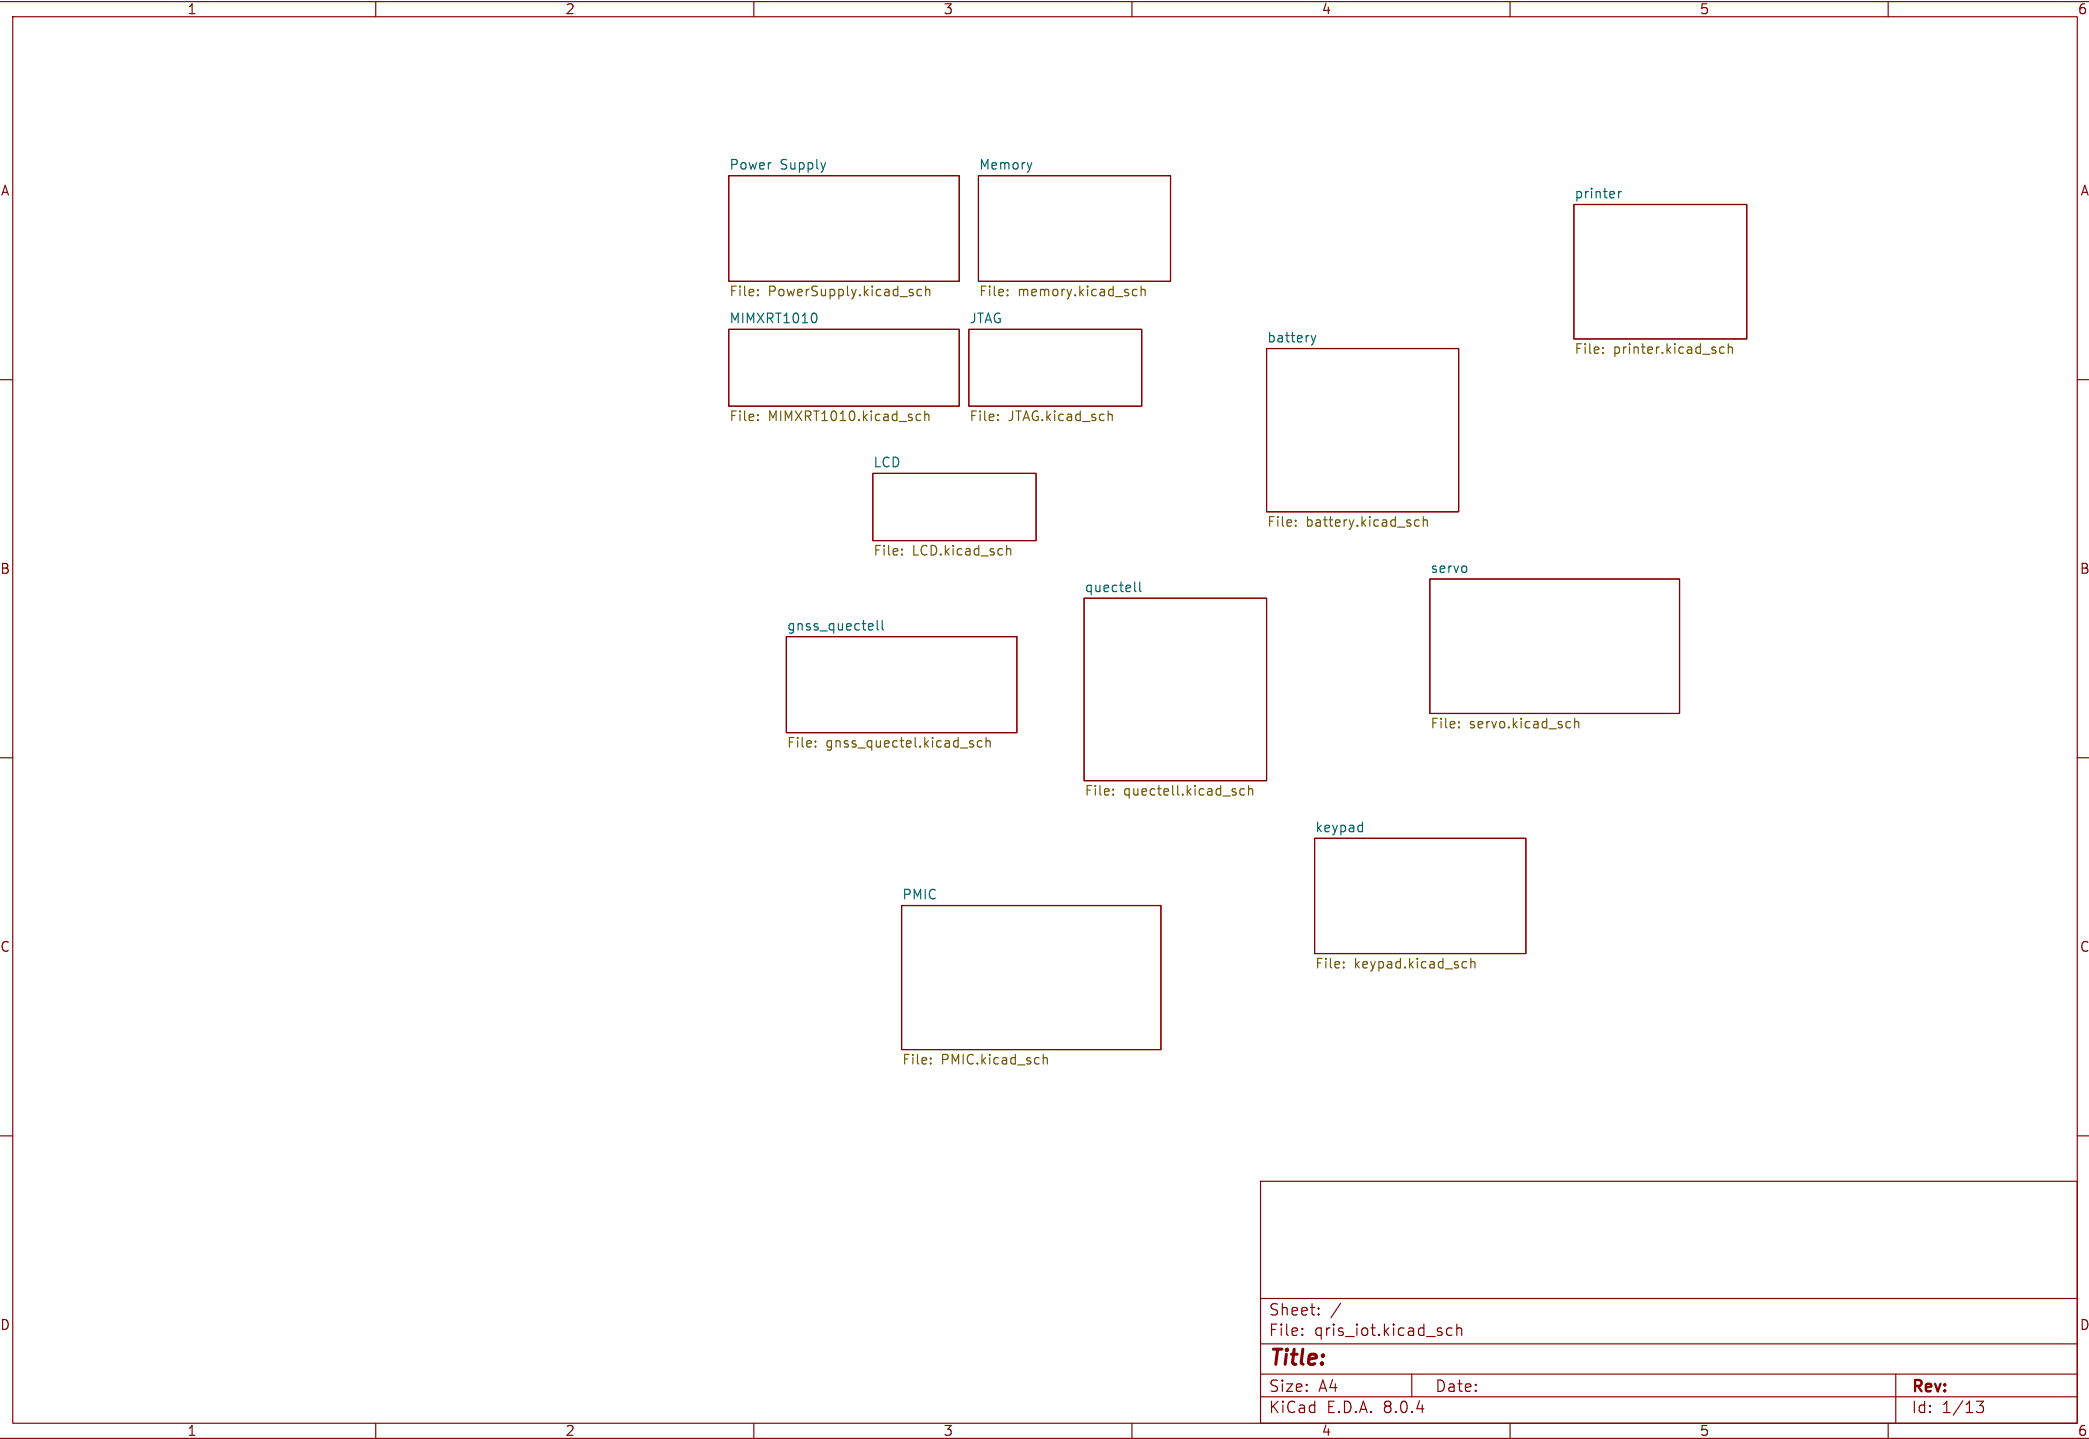 1 2 3 4 5 6
A A
Power Supply
File: PowerSupply.kicad_sch
Memory
File: memory.kicad_sch
printer
File: printer.kicad_sch
MIMXRT1010
File: MIMXRT1010.kicad_sch
JTAG
File: JTAG.kicad_sch
battery
File: battery.kicad_sch
LCD
File: LCD.kicad_sch
B B
servo
File: servo.kicad_sch
quectell
File: quectell.kicad_sch
gnss_quectell
File: gnss_quectel.kicad_sch
keypad
File: keypad.kicad_sch
PMIC
File: PMIC.kicad_sch
C C
Sheet: /
File: qris_iot.kicad_sch
D D
Title:
Size: A4 Date: Rev:
KiCad E.D.A. 8.0.4 Id: 1/13
1 2 3 4 5 6